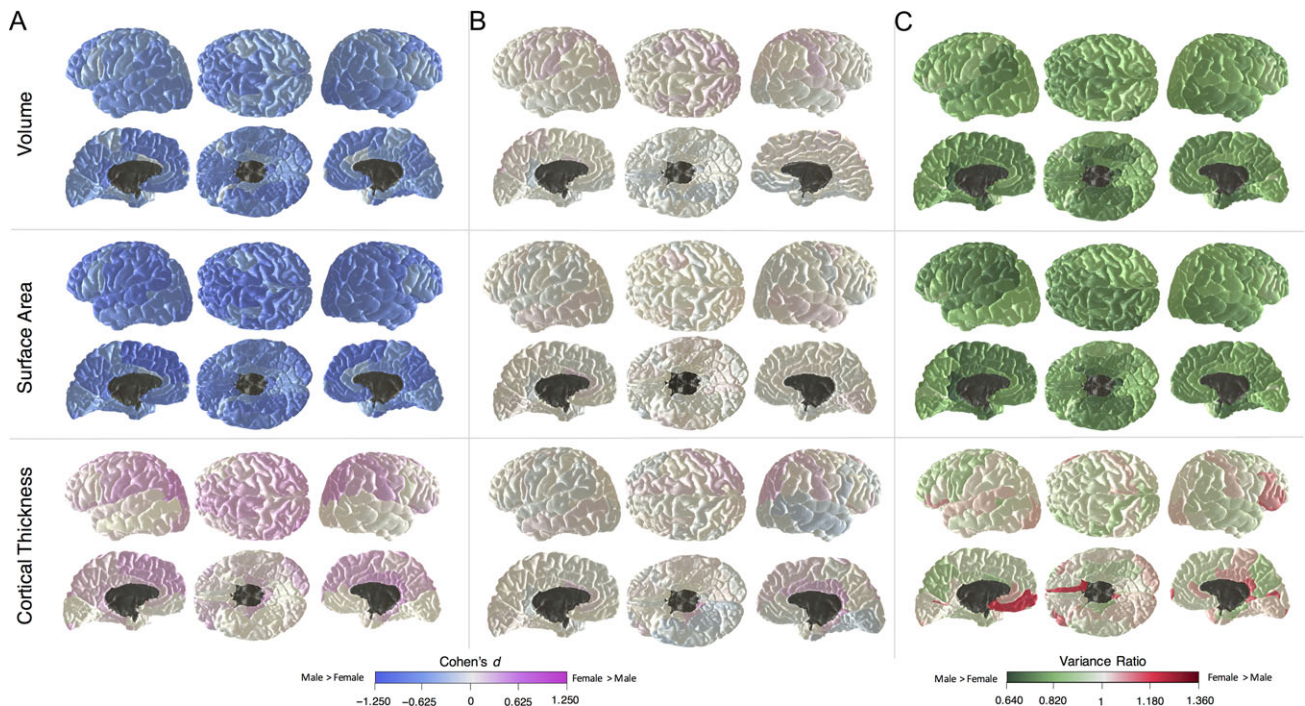 A B C
Volume
Surface Area
Cortical Thickness
Cohen's d
Male > Female Female > Male
−1.250 −0.625 0 0.625 1.250
Variance Ratio
Male > Female Female > Male
0.640 0.820 1 1.180 1.360